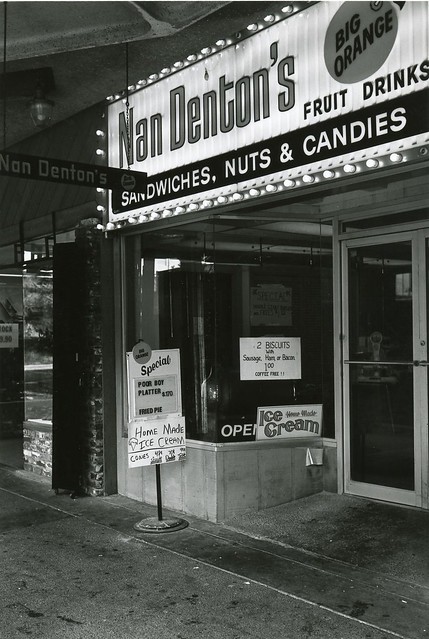 BIG
ORANGE
Nan Denton's
FRUIT DRINKS
SANDWICHES, NUTS & CANDIES
Nan Denton's
"SPECIAL"
2 BISCUITS
with
Sausage, Ham, or Bacon
1.00
COFFEE FREE !!
Special
POOR BOY
PLATTER
FRIED PIE
HOME MADE
ICE CREAM
CONES
OPEN
Home Made
Ice
Cream